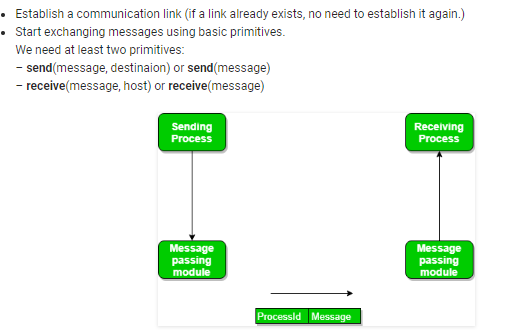 • Establish a communication link (if a link already exists, no need to establish it again.)
• Start exchanging messages using basic primitives.
We need at least two primitives:
– send(message, destinaion) or send(message)
– receive(message, host) or receive(message)
Sending
Process
Receiving
Process
Message
passing
module
Message
passing
module
ProcessId Message